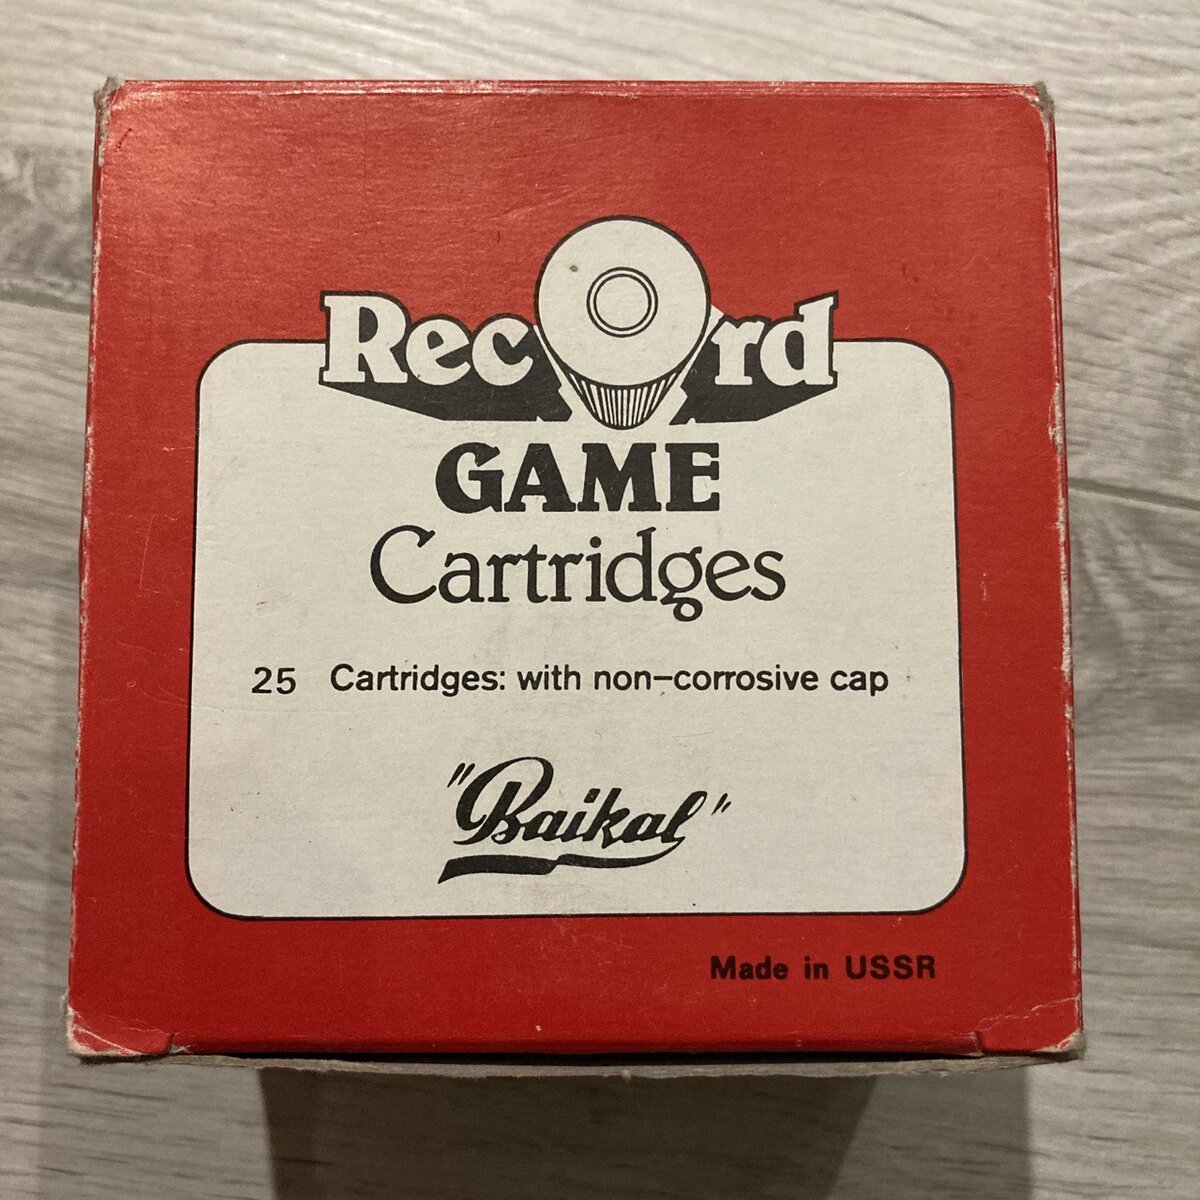 Record
GAME
Cartridges
25 Cartridges: with non-corrosive cap
"Baikal"
Made in USSR